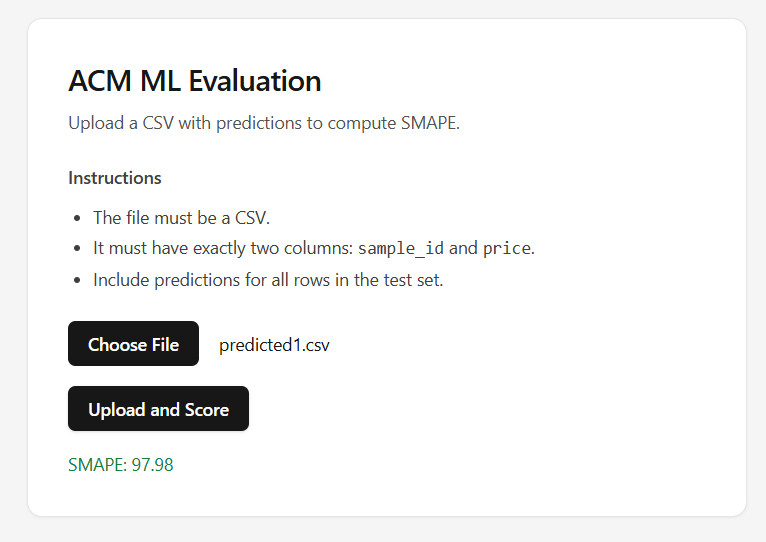 ACM ML Evaluation
Upload a CSV with predictions to compute SMAPE.
Instructions
• The file must be a CSV.
• It must have exactly two columns: sample_id and price.
• Include predictions for all rows in the test set.
Choose File predicted1.csv
Upload and Score
SMAPE: 97.98